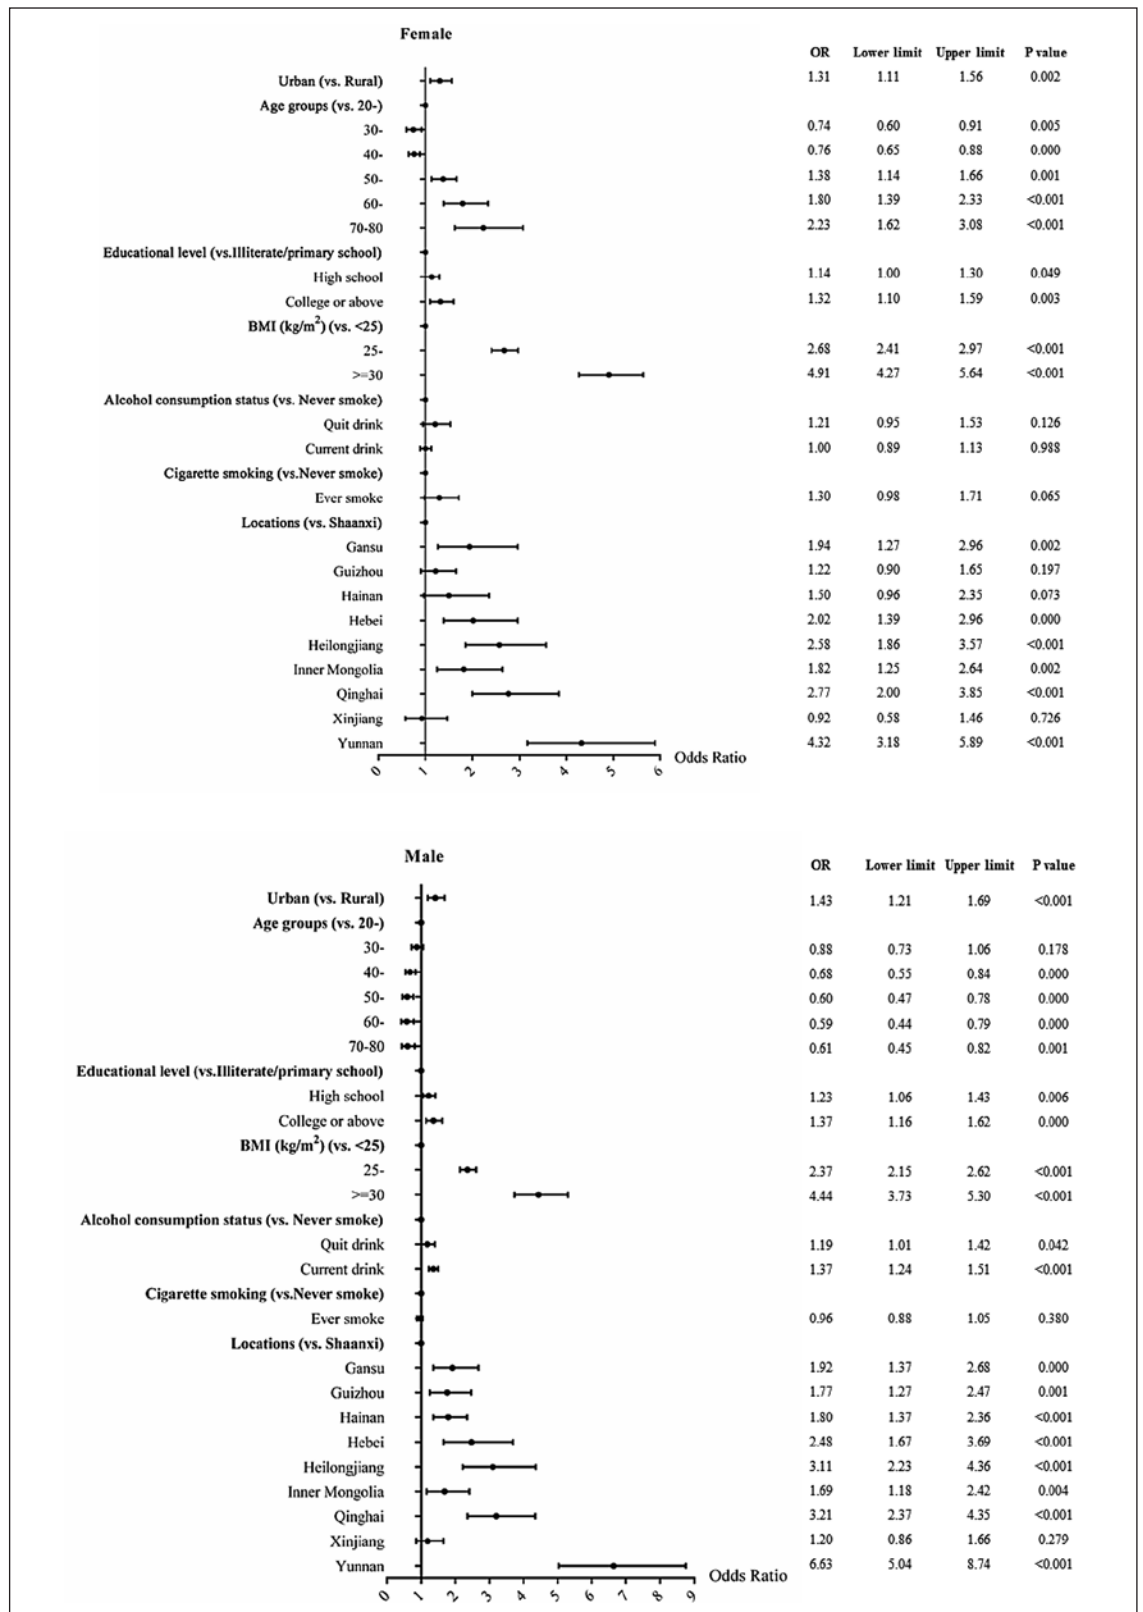 Female
OR Lower limit Upper limit P value
Urban (vs. Rural) 1.31 1.11 1.56 0.002
Age groups (vs. 20-)
30- 0.74 0.60 0.91 0.005
40- 0.76 0.65 0.88 0.000
50- 1.38 1.14 1.66 0.001
60- 1.80 1.39 2.33 <0.001
70-80 2.23 1.62 3.08 <0.001
Educational level (vs.Illiterate/primary school)
High school 1.14 1.00 1.30 0.049
College or above 1.32 1.10 1.59 0.003
BMI (kg/m²) (vs. <25)
25- 2.68 2.41 2.97 <0.001
>=30 4.91 4.27 5.64 <0.001
Alcohol consumption status (vs. Never smoke)
Quit drink 1.21 0.95 1.53 0.126
Current drink 1.00 0.89 1.13 0.988
Cigarette smoking (vs.Never smoke)
Ever smoke 1.30 0.98 1.71 0.065
Locations (vs. Shaanxi)
Gansu 1.94 1.27 2.96 0.002
Guizhou 1.22 0.90 1.65 0.197
Hainan 1.50 0.96 2.35 0.073
Hebei 2.02 1.39 2.96 0.000
Heilongjiang 2.58 1.86 3.57 <0.001
Inner Mongolia 1.82 1.25 2.64 0.002
Qinghai 2.77 2.00 3.85 <0.001
Xinjiang 0.92 0.58 1.46 0.726
Yunnan 4.32 3.18 5.89 <0.001
0 1 2 3 4 5 6 Odds Ratio
Male
OR Lower limit Upper limit P value
Urban (vs. Rural) 1.43 1.21 1.69 <0.001
Age groups (vs. 20-)
30- 0.88 0.73 1.06 0.178
40- 0.68 0.55 0.84 0.000
50- 0.60 0.47 0.78 0.000
60- 0.59 0.44 0.79 0.000
70-80 0.61 0.45 0.82 0.001
Educational level (vs.Illiterate/primary school)
High school 1.23 1.06 1.43 0.006
College or above 1.37 1.16 1.62 0.000
BMI (kg/m²) (vs. <25)
25- 2.37 2.15 2.62 <0.001
>=30 4.44 3.73 5.30 <0.001
Alcohol consumption status (vs. Never smoke)
Quit drink 1.19 1.01 1.42 0.042
Current drink 1.37 1.24 1.51 <0.001
Cigarette smoking (vs.Never smoke)
Ever smoke 0.96 0.88 1.05 0.380
Locations (vs. Shaanxi)
Gansu 1.92 1.37 2.68 0.000
Guizhou 1.77 1.27 2.47 0.001
Hainan 1.80 1.37 2.36 <0.001
Hebei 2.48 1.67 3.69 <0.001
Heilongjiang 3.11 2.23 4.36 <0.001
Inner Mongolia 1.69 1.18 2.42 0.004
Qinghai 3.21 2.37 4.35 <0.001
Xinjiang 1.20 0.86 1.66 0.279
Yunnan 6.63 5.04 8.74 <0.001
0 1 2 3 4 5 6 7 8 9 Odds Ratio